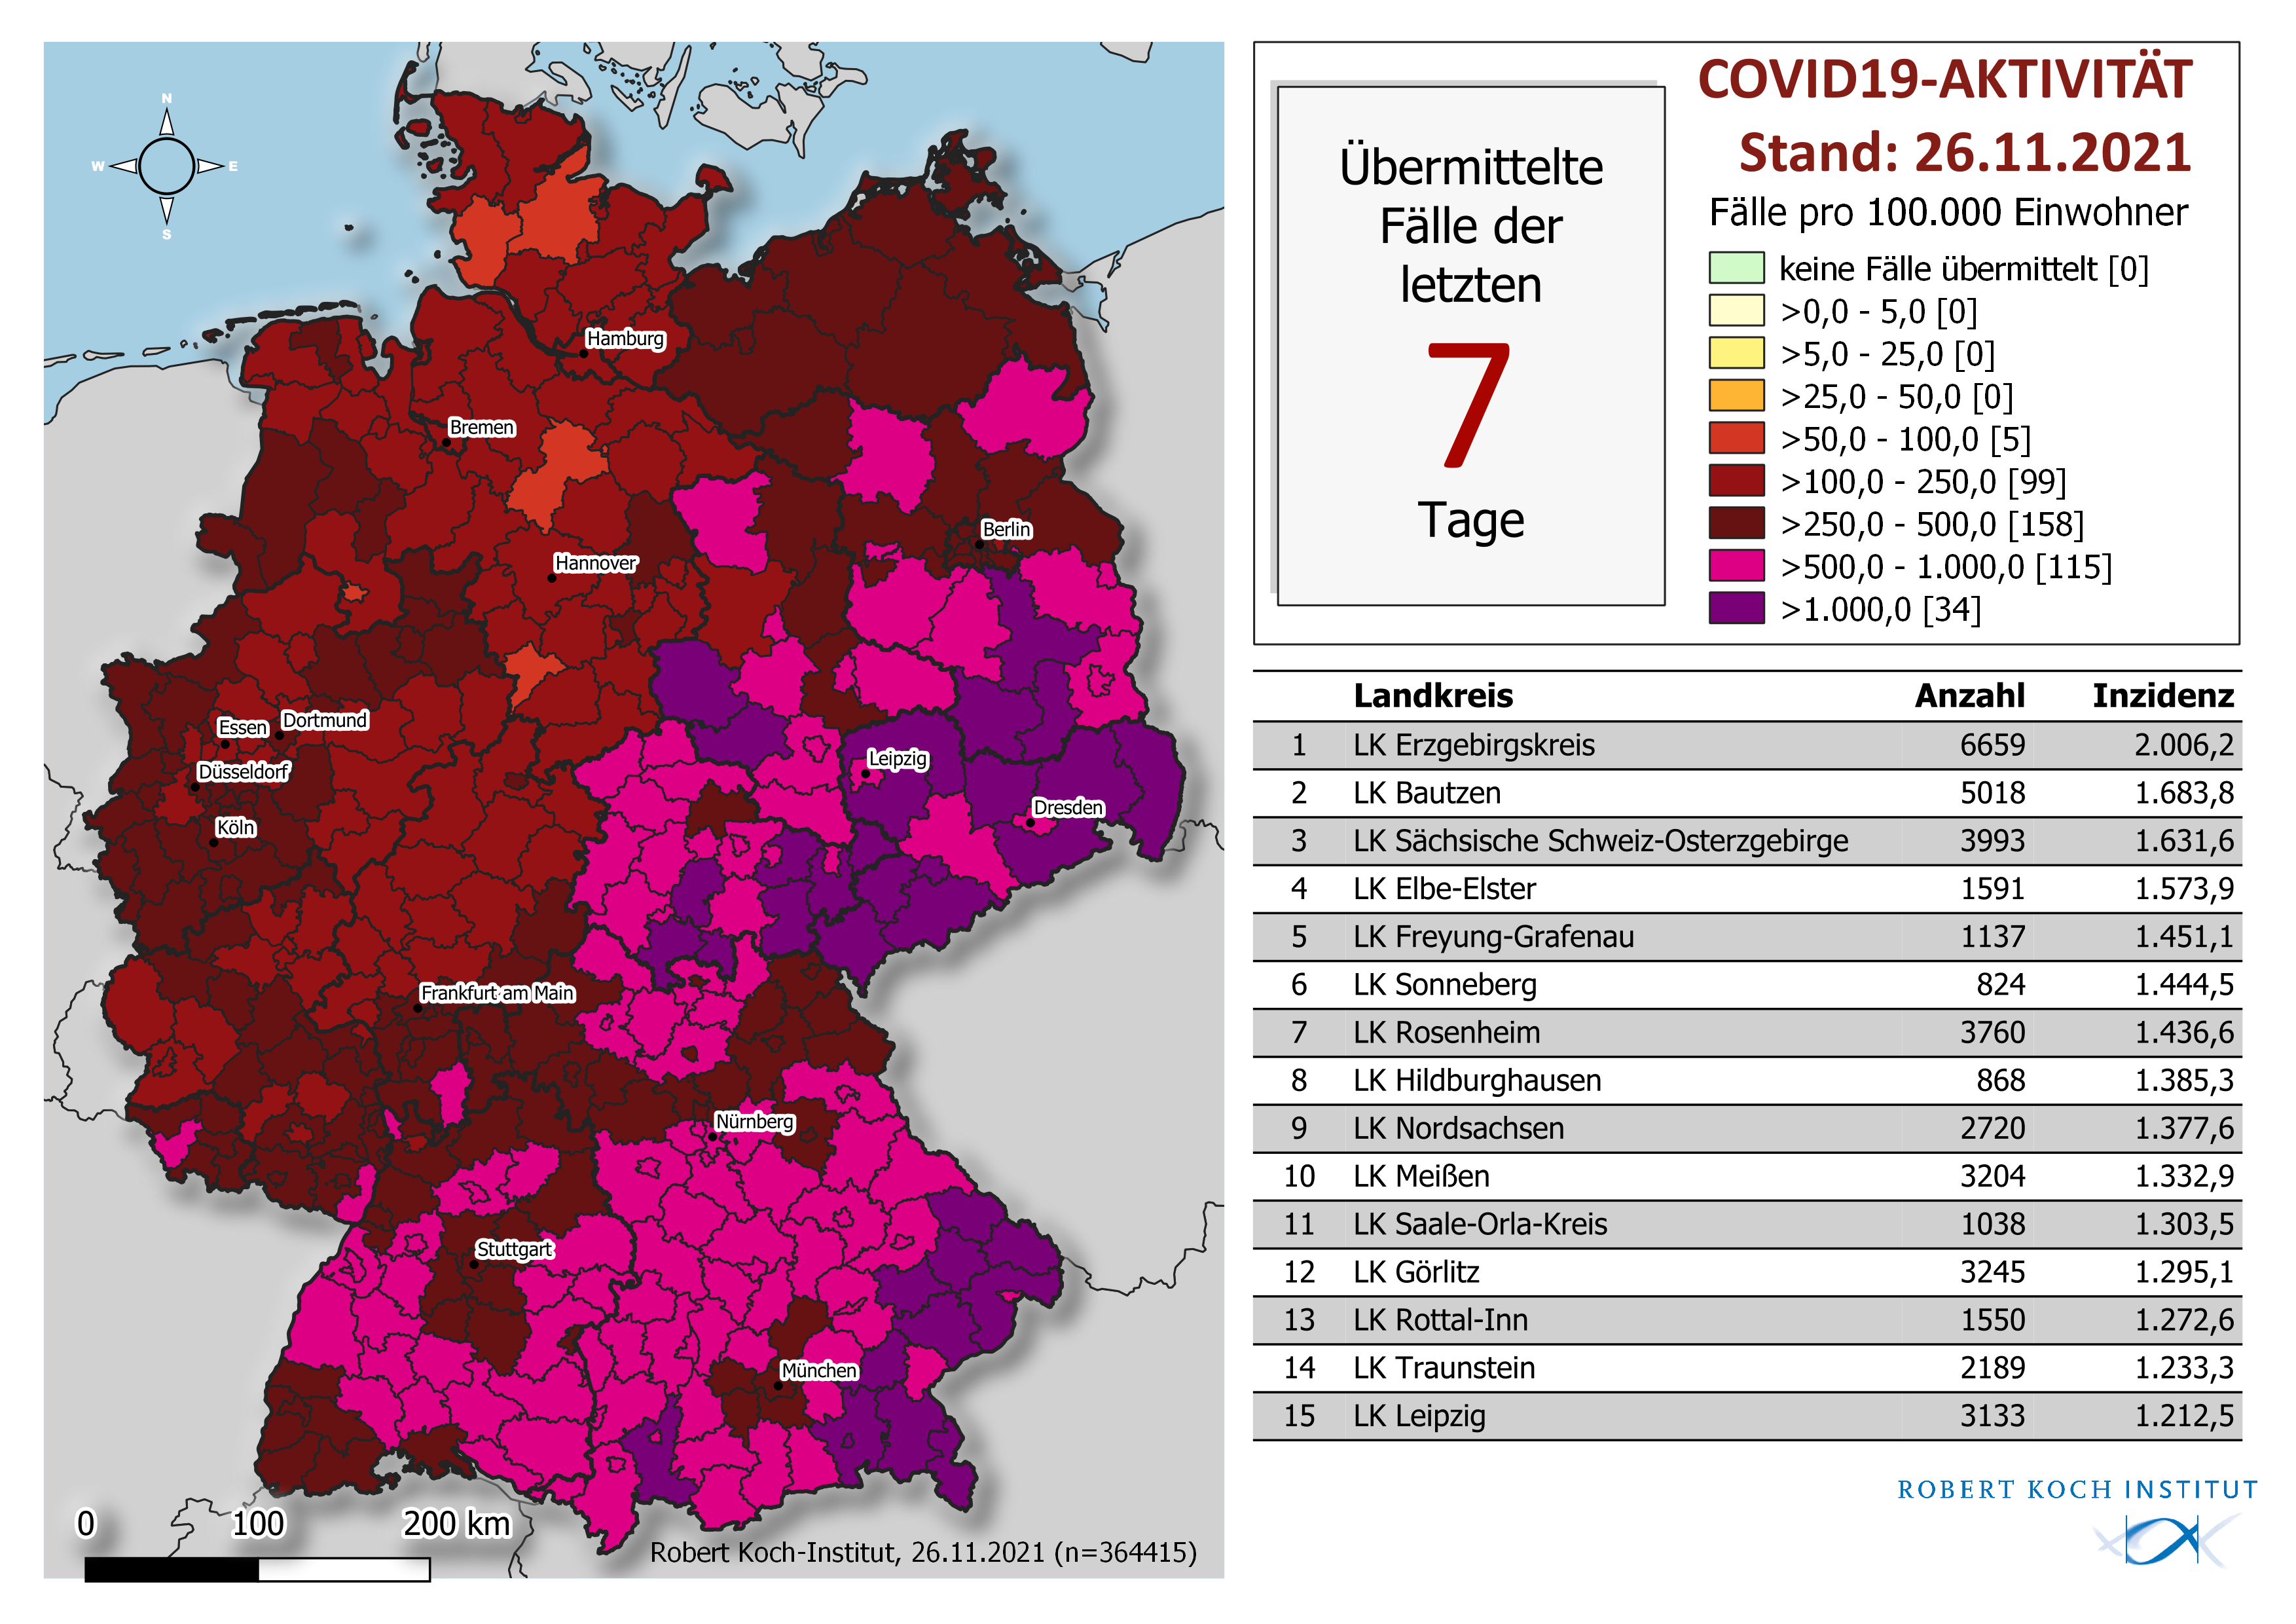 N
W
E
S
Hamburg
Bremen
Berlin
Hannover
Essen
Dortmund
Düsseldorf
Leipzig
Köln
Dresden
Frankfurt am Main
Nürnberg
Stuttgart
München
0 100 200 km
Robert Koch-Institut, 26.11.2021 (n=364415)
Übermittelte
Fälle der
letzten
7
Tage
COVID19-AKTIVITÄT
Stand: 26.11.2021
Fälle pro 100.000 Einwohner
keine Fälle übermittelt [0]
>0,0 - 5,0 [0]
>5,0 - 25,0 [0]
>25,0 - 50,0 [0]
>50,0 - 100,0 [5]
>100,0 - 250,0 [99]
>250,0 - 500,0 [158]
>500,0 - 1.000,0 [115]
>1.000,0 [34]
Landkreis Anzahl Inzidenz
1 LK Erzgebirgskreis 6659 2.006,2
2 LK Bautzen 5018 1.683,8
3 LK Sächsische Schweiz-Osterzgebirge 3993 1.631,6
4 LK Elbe-Elster 1591 1.573,9
5 LK Freyung-Grafenau 1137 1.451,1
6 LK Sonneberg 824 1.444,5
7 LK Rosenheim 3760 1.436,6
8 LK Hildburghausen 868 1.385,3
9 LK Nordsachsen 2720 1.377,6
10 LK Meißen 3204 1.332,9
11 LK Saale-Orla-Kreis 1038 1.303,5
12 LK Görlitz 3245 1.295,1
13 LK Rottal-Inn 1550 1.272,6
14 LK Traunstein 2189 1.233,3
15 LK Leipzig 3133 1.212,5
ROBERT KOCH INSTITUT